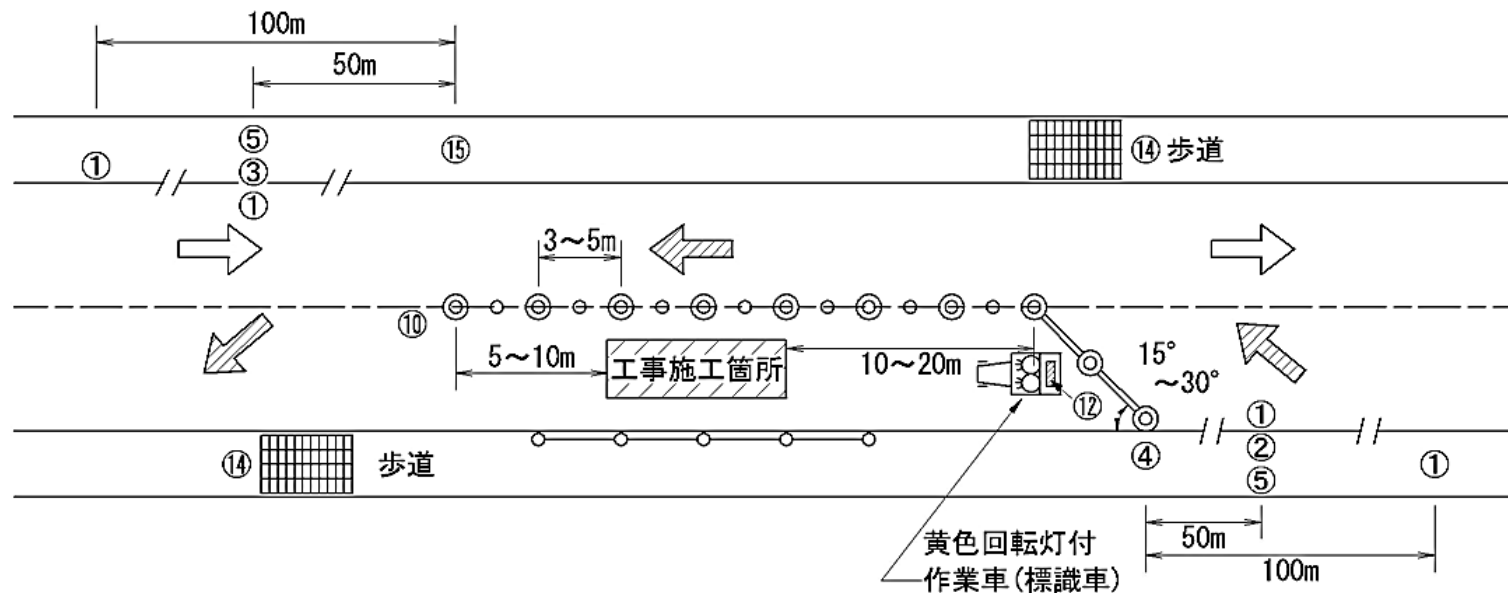 100m
50m
⑤
①
③
⑮
⑭歩道
①
3～5m
⑩
5～10m
工事施工箇所
10～20m
15°
～30°
⑫
①
⑭
歩道
④
②
①
⑤
50m
黄色回転灯付
作業車(標識車)
100m